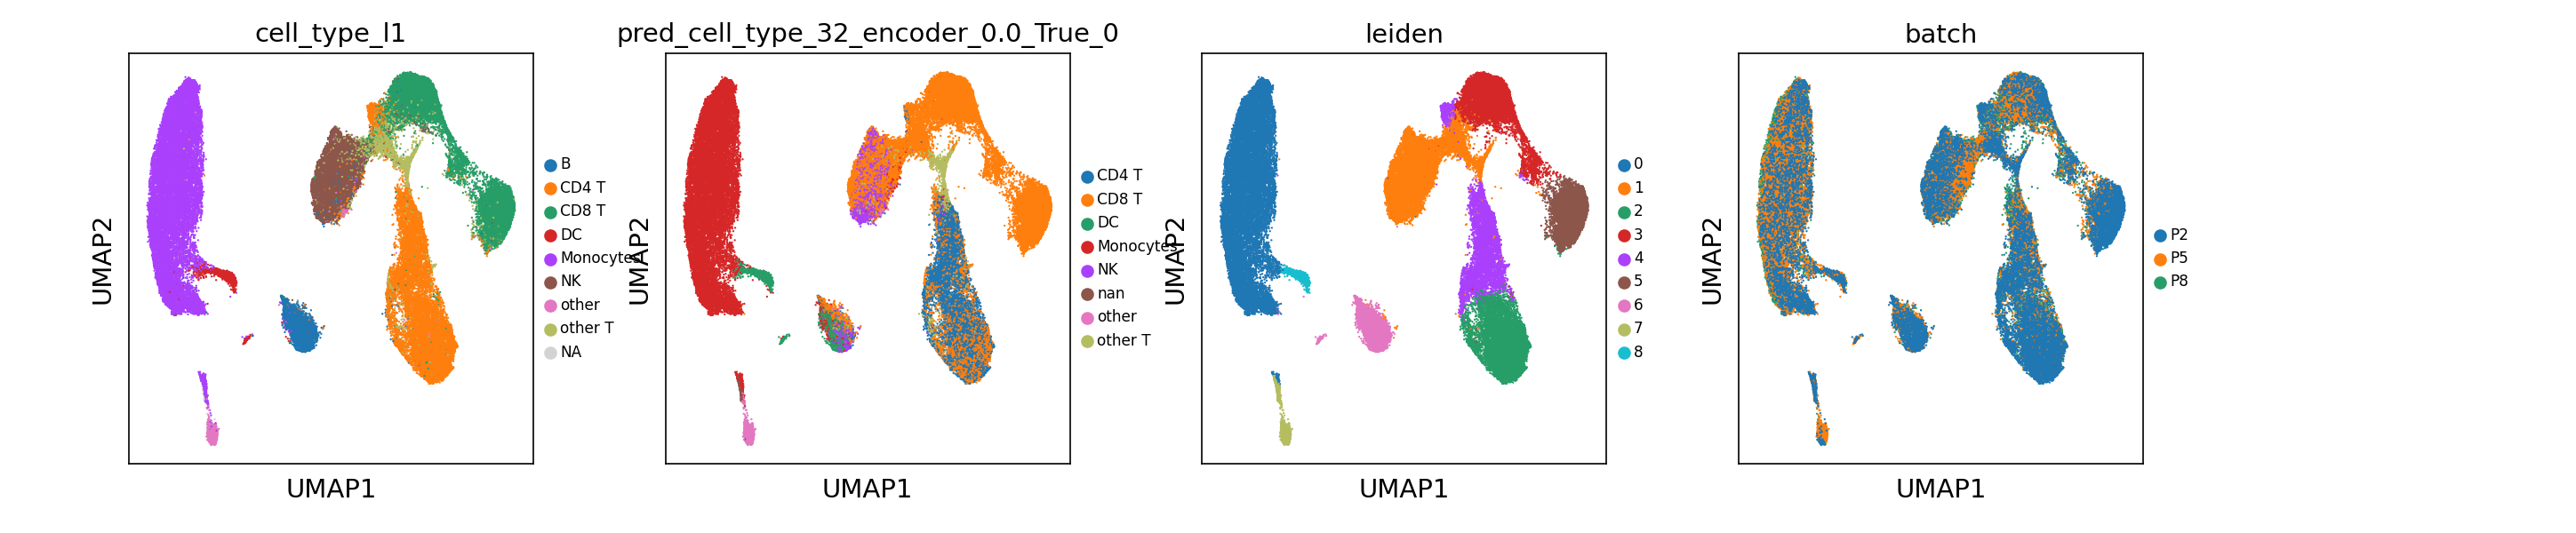 cell_type_l1
UMAP2
UMAP1
B
CD4 T
CD8 T
DC
Monocytes
NK
other
other T
NA
pred_cell_type_32_encoder_0.0_True_0
UMAP2
UMAP1
CD4 T
CD8 T
DC
Monocytes
NK
nan
other
other T
leiden
UMAP2
UMAP1
0
1
2
3
4
5
6
7
8
batch
UMAP2
UMAP1
P2
P5
P8